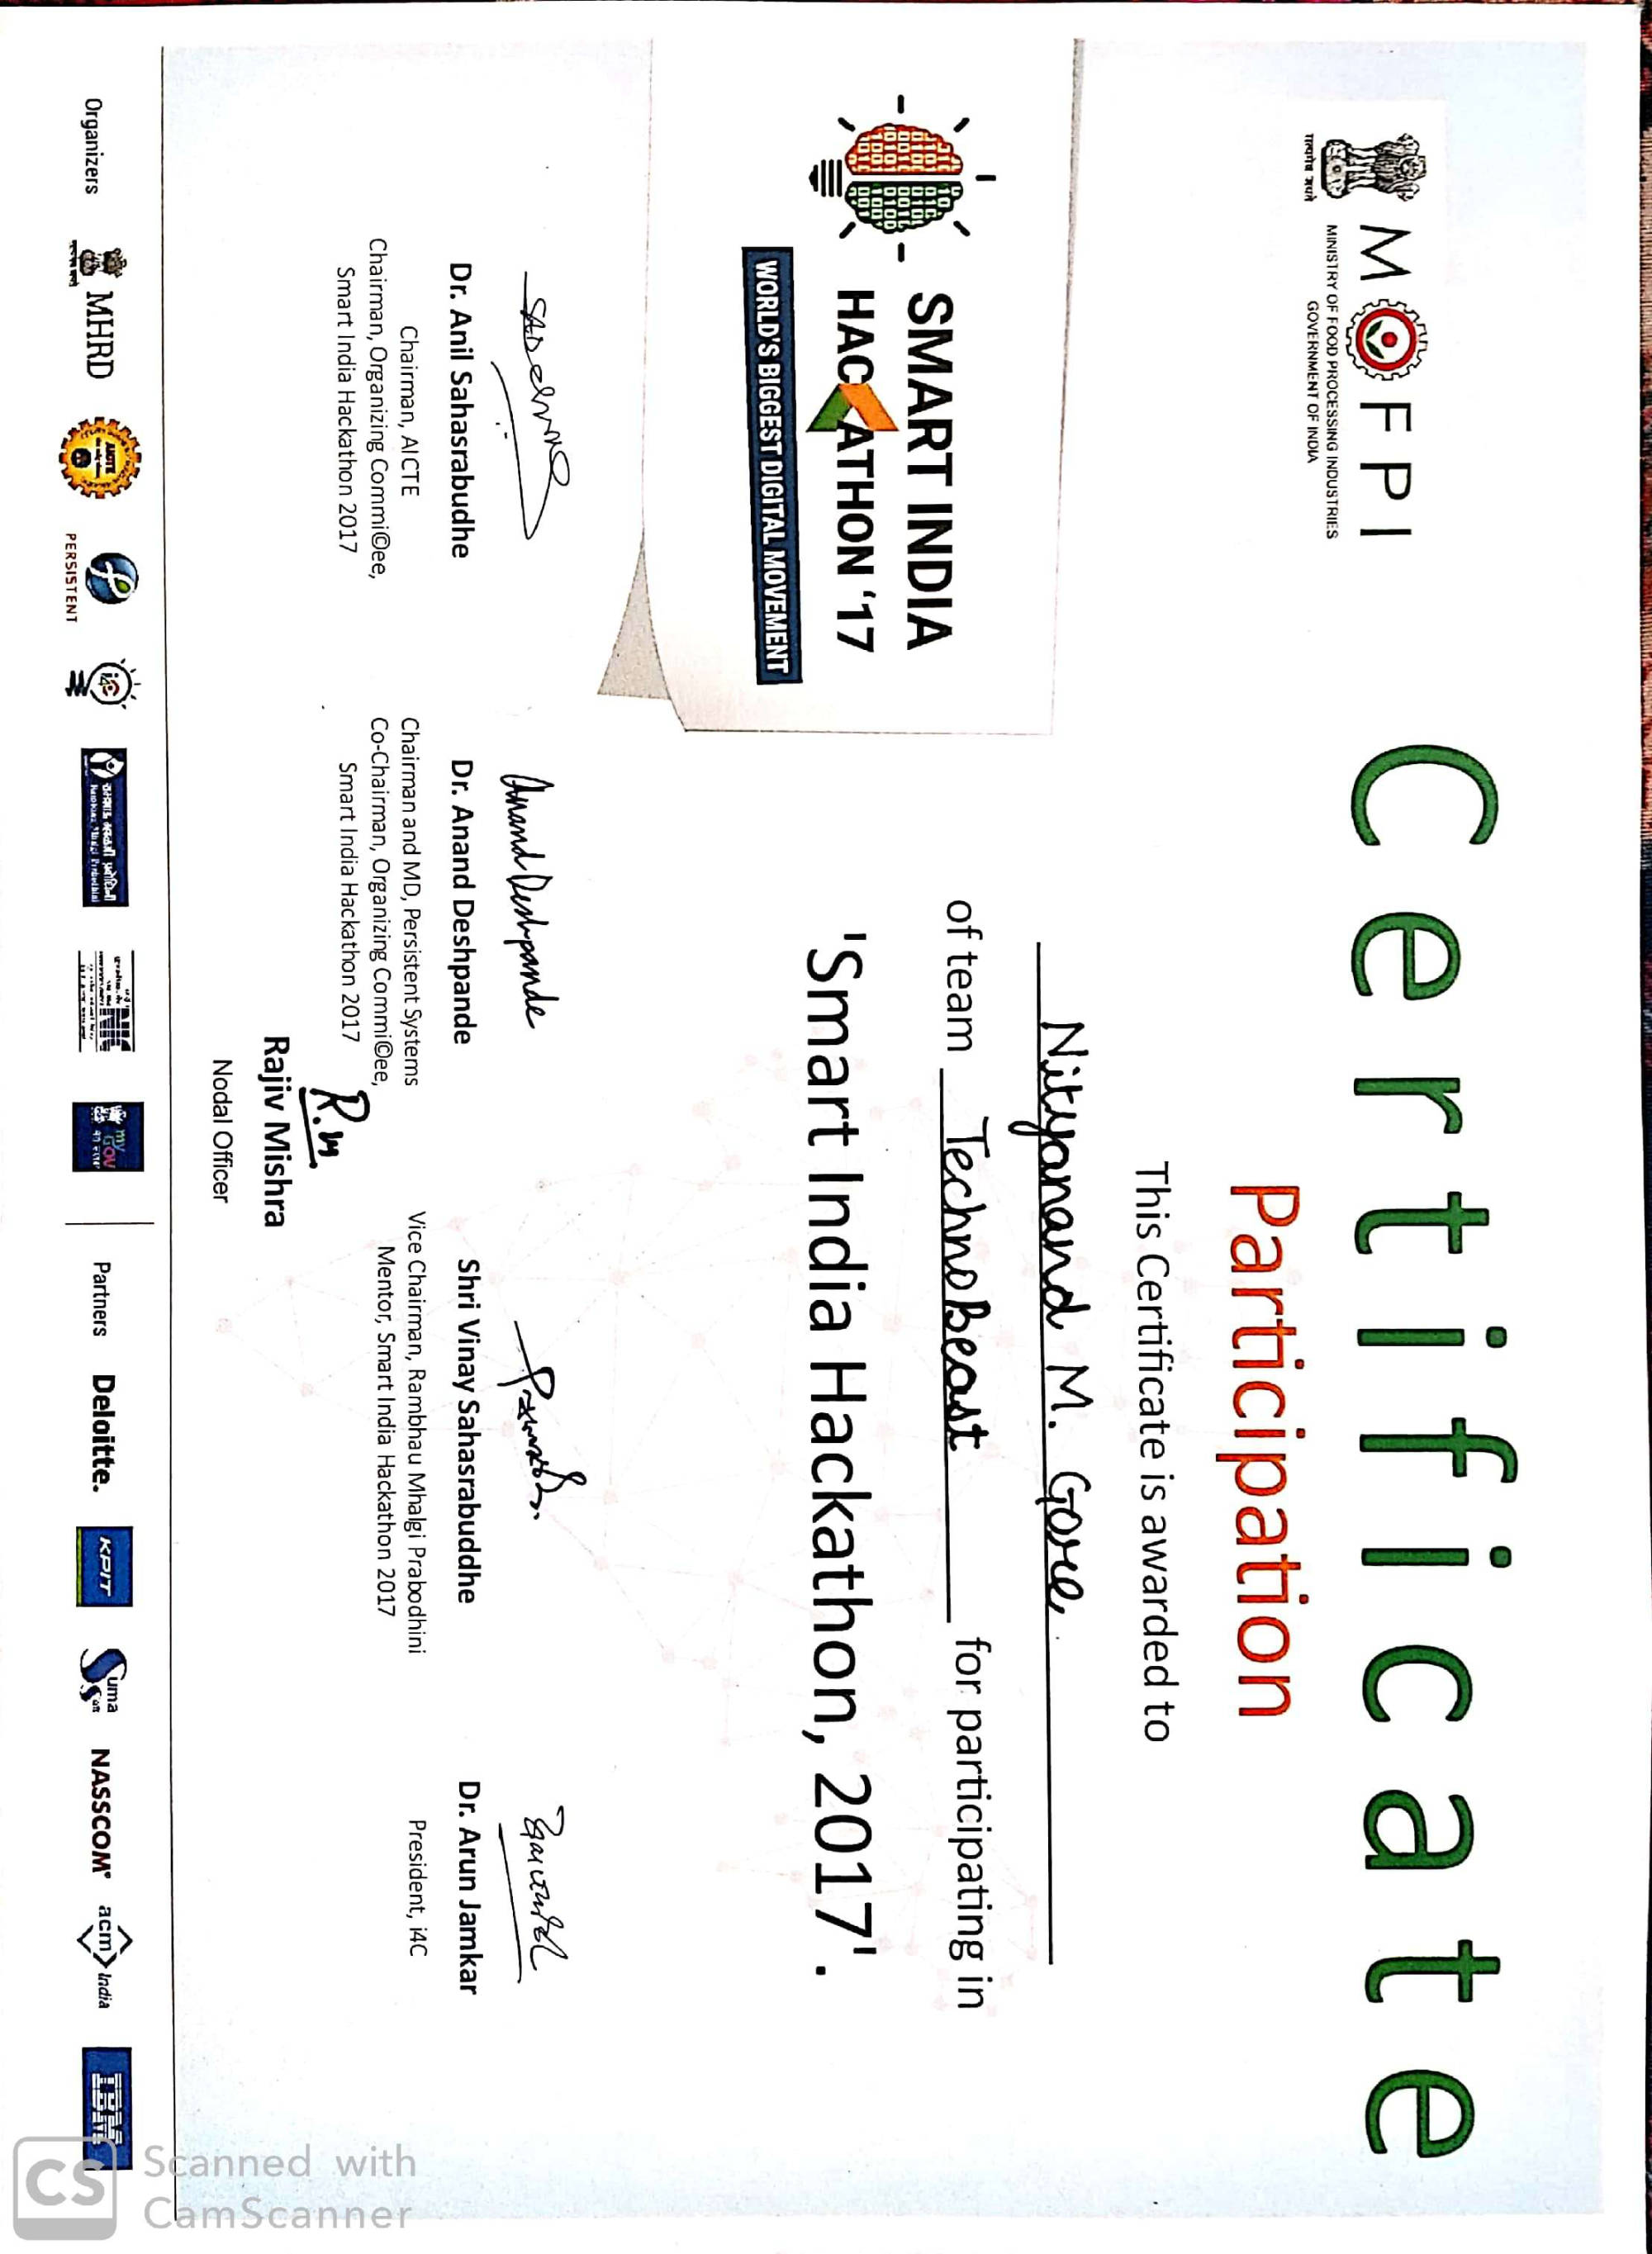 सत्यमेव जयते
MOFPI
MINISTRY OF FOOD PROCESSING INDUSTRIES
GOVERNMENT OF INDIA
Certificate
Participation
This Certificate is awarded to
Nityanand M. Gore
of team TechnoBeast for participating in
'Smart India Hackathon, 2017'.
SMART INDIA
HACKATHON '17
WORLD'S BIGGEST DIGITAL MOVEMENT
Anand Deshpande
Dr. Anil Sahasrabudhe
Chairman, AICTE
Chairman, Organizing Commi©ee,
Smart India Hackathon 2017
Dr. Anand Deshpande
Chairman and MD, Persistent Systems
Co-Chairman, Organizing Commi©ee,
Smart India Hackathon 2017
Shri Vinay Sahasrabuddhe
Vice Chairman, Rambhau Mhalgi Prabodhini
Mentor, Smart India Hackathon 2017
Dr. Arun Jamkar
President, i4C
R.M
Rajiv Mishra
Nodal Officer
Organizers
MHRD
AICTE
PERSISTENT
i4C
Rambhau Mhalgi Prabodhini
NIC
my GOV
Partners
Deloitte.
KPIT
Suma Soft
NASSCOM®
acm India
IBM
CS Scanned with
CamScanner